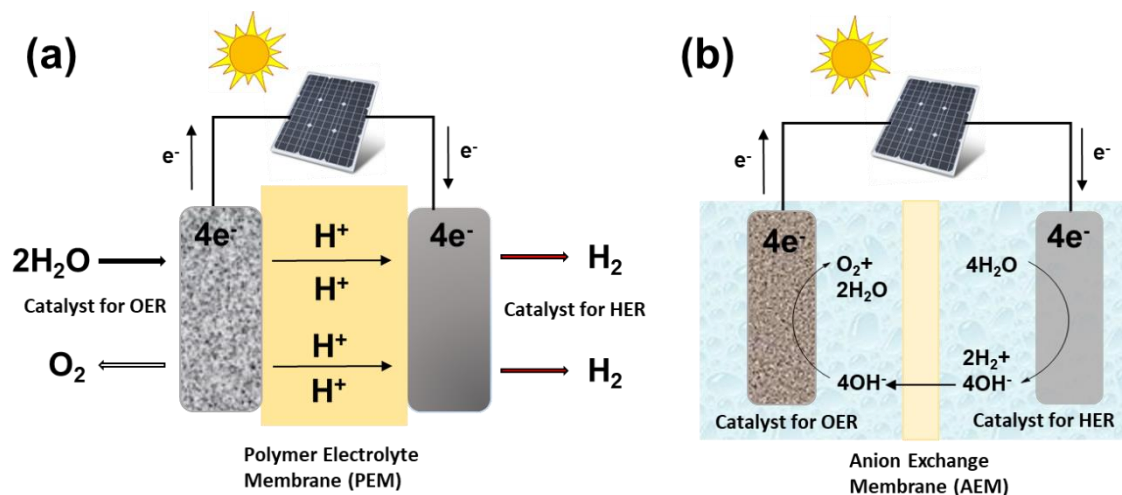 (a)
e-
e-
4e-
H+
4e-
2H₂O
H₂
H+
Catalyst for OER
Catalyst for HER
H+
O₂
H₂
H+
Polymer Electrolyte
Membrane (PEM)
(b)
e-
e-
4e-
4e-
O₂+
2H₂O
4H₂O
2H₂+
4OH-
4OH-
Catalyst for OER
Catalyst for HER
Anion Exchange
Membrane (AEM)